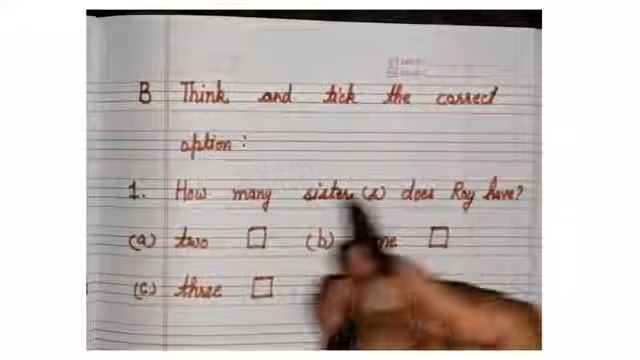 B Think and tick the correct
option:
1. How many sister(s) does Roy have?
(a) two (b)
(c) three